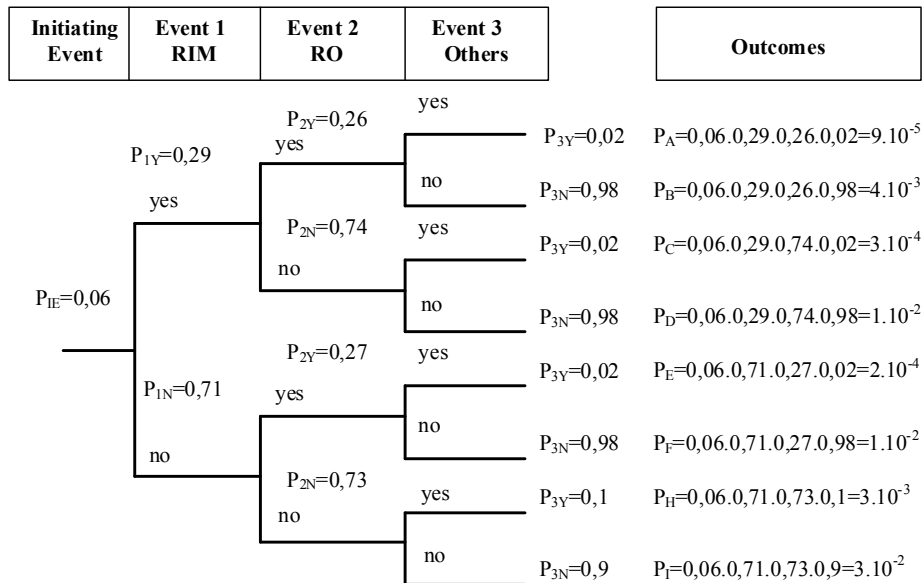 Initiating Event 1 Event 2 Event 3
Event RIM RO Others
Outcomes
yes
P2Y=0,26
yes
P3Y=0,02 PA=0,06.0,29.0,26.0,02=9.10-5
P1Y=0,29
no
yes
P3N=0,98 PB=0,06.0,29.0,26.0,98=4.10-3
P2N=0,74 yes
P3Y=0,02 PC=0,06.0,29.0,74.0,02=3.10-4
no
PIE=0,06
no
P3N=0,98 PD=0,06.0,29.0,74.0,98=1.10-2
P2Y=0,27 yes
P3Y=0,02 PE=0,06.0,71.0,27.0,02=2.10-4
P1N=0,71 yes
no
no
P3N=0,98 PF=0,06.0,71.0,27.0,98=1.10-2
P2N=0,73
yes
P3Y=0,1 PH=0,06.0,71.0,73.0,1=3.10-3
no
no
P3N=0,9 PI=0,06.0,71.0,73.0,9=3.10-2